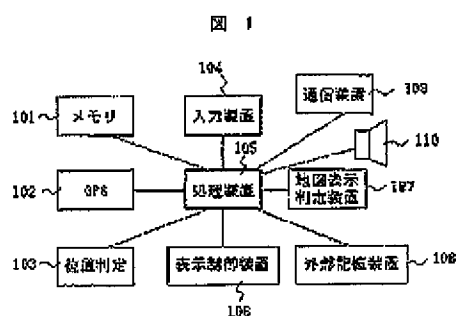 図 1
104
入力装置
通信装置
109
101
メモリ
105
110
102
GPS
処理装置
地図表示
判定装置
107
103
位置判定
表示制御装置
106
外部記憶装置
108